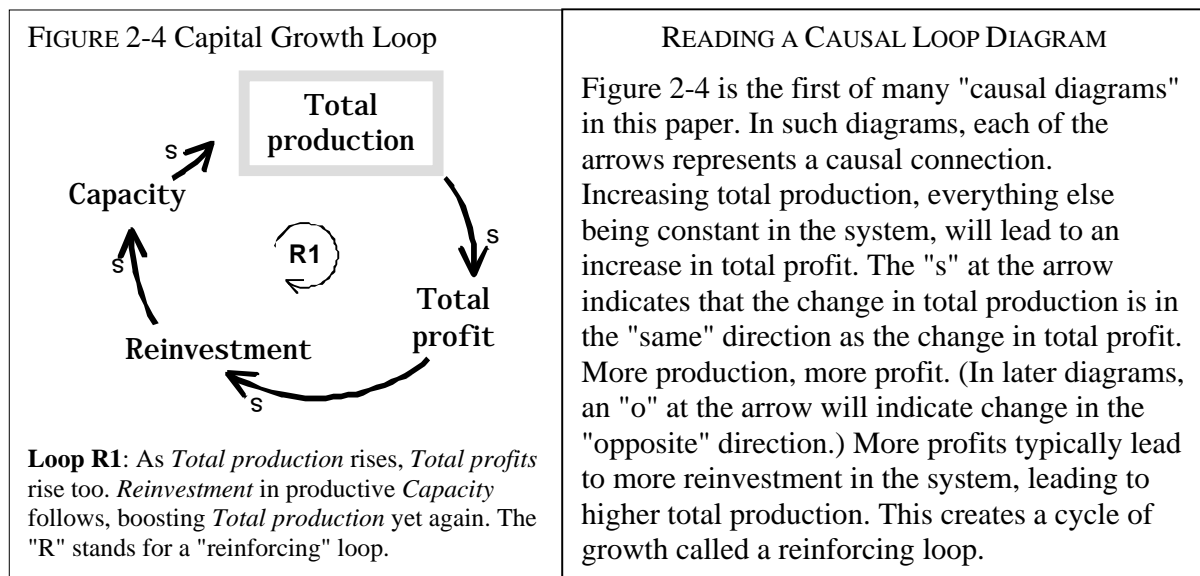 FIGURE 2-4 Capital Growth Loop
Total
production
s
Capacity
s
R1
s
Total
profit
Reinvestment
s
Loop R1: As Total production rises, Total profits
rise too. Reinvestment in productive Capacity
follows, boosting Total production yet again. The
"R" stands for a "reinforcing" loop.
READING A CAUSAL LOOP DIAGRAM
Figure 2-4 is the first of many "causal diagrams"
in this paper. In such diagrams, each of the
arrows represents a causal connection.
Increasing total production, everything else
being constant in the system, will lead to an
increase in total profit. The "s" at the arrow
indicates that the change in total production is in
the "same" direction as the change in total profit.
More production, more profit. (In later diagrams,
an "o" at the arrow will indicate change in the
"opposite" direction.) More profits typically lead
to more reinvestment in the system, leading to
higher total production. This creates a cycle of
growth called a reinforcing loop.